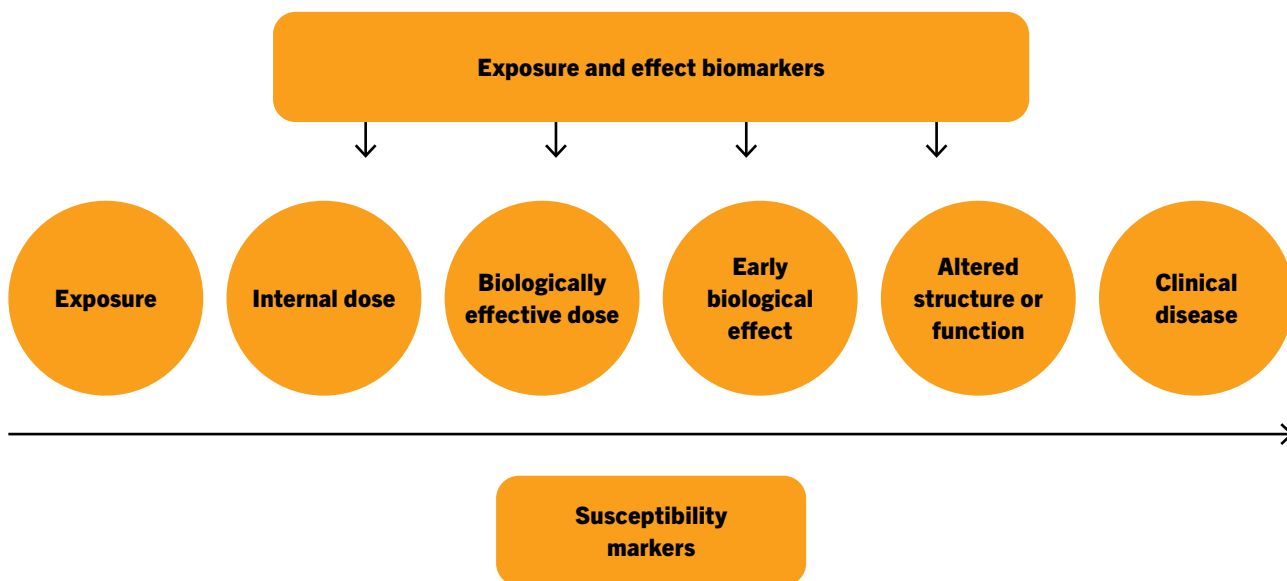 Exposure and effect biomarkers
Exposure
Internal dose
Biologically
effective dose
Early
biological
effect
Altered
structure or
function
Clinical
disease
Susceptibility
markers